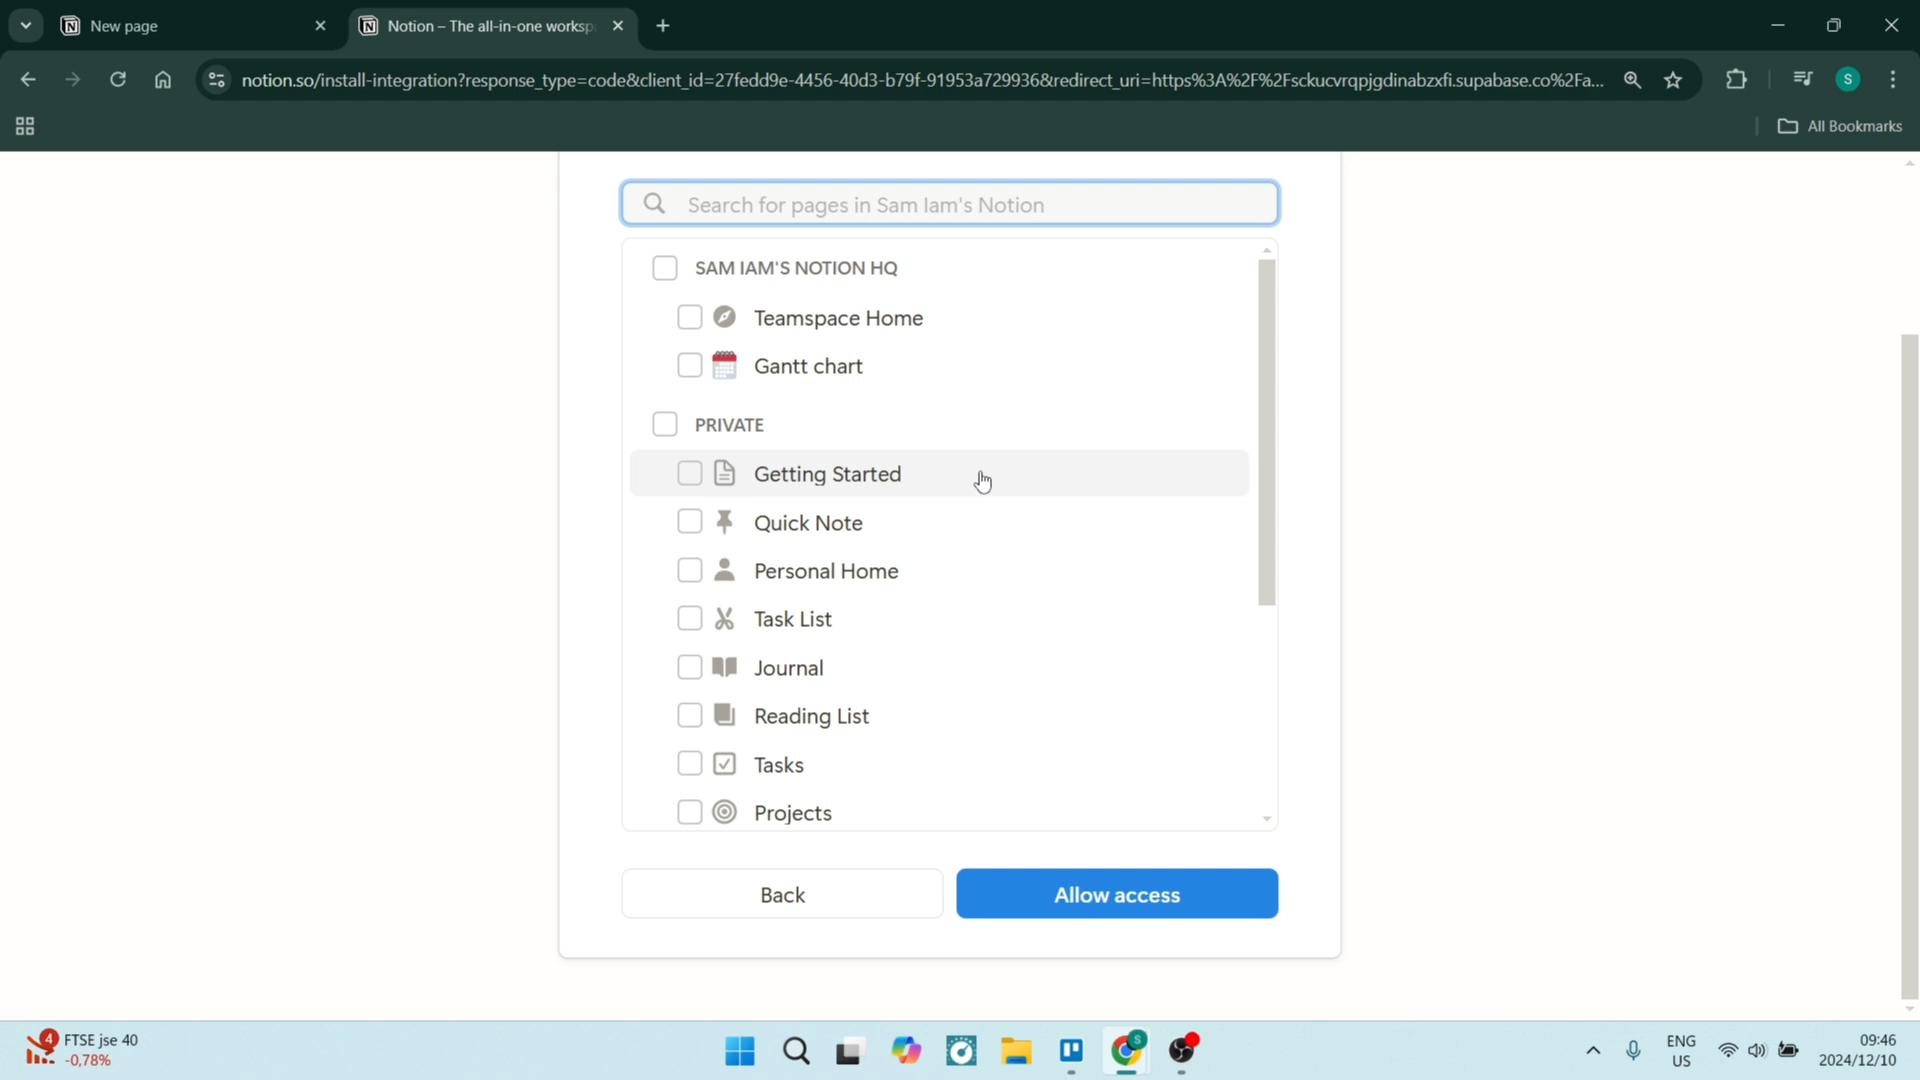 New page
Notion – The all-in-one worksp
notion.so/install-integration?response_type=code&client_id=27fedd9e-4456-40d3-b79f-91953a729936&redirect_uri=https%3A%2F%2Fsckucvrqpjgdinabzxfi.supabase.co%2Fa...
S
All Bookmarks
Search for pages in Sam Iam's Notion
SAM IAM'S NOTION HQ
Teamspace Home
Gantt chart
PRIVATE
Getting Started
Quick Note
Personal Home
Task List
Journal
Reading List
Tasks
Projects
Back
Allow access
4
FTSE jse 40
-0,78%
S
ENG
US
09:46
2024/12/10